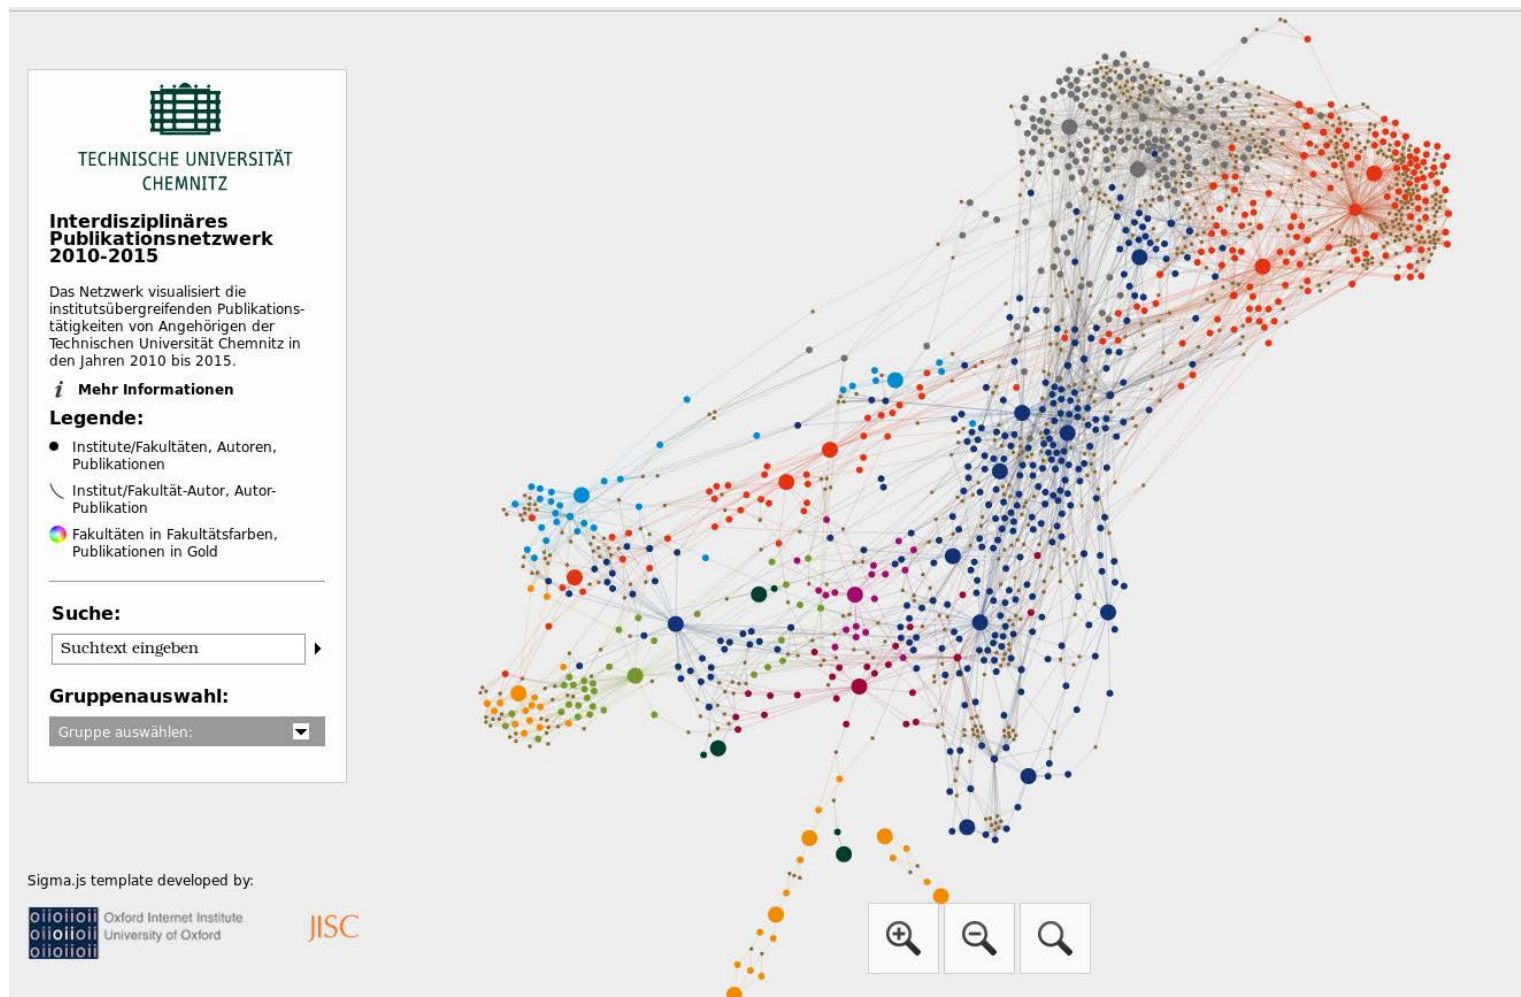 TECHNISCHE UNIVERSITÄT
CHEMNITZ
Interdisziplinäres
Publikationsnetzwerk
2010-2015
Das Netzwerk visualisiert die
institutsübergreifenden Publikations-
tätigkeiten von Angehörigen der
Technischen Universität Chemnitz in
den Jahren 2010 bis 2015.
i Mehr Informationen
Legende:
Institute/Fakultäten, Autoren,
Publikationen
Institut/Fakultät-Autor, Autor-
Publikation
Fakultäten in Fakultätsfarben,
Publikationen in Gold
Suche:
Suchtext eingeben
Gruppenauswahl:
Gruppe auswählen:
Sigma.js template developed by:
oiioiioii
oiioiioii
oiioiioii
Oxford Internet Institute
University of Oxford
JISC